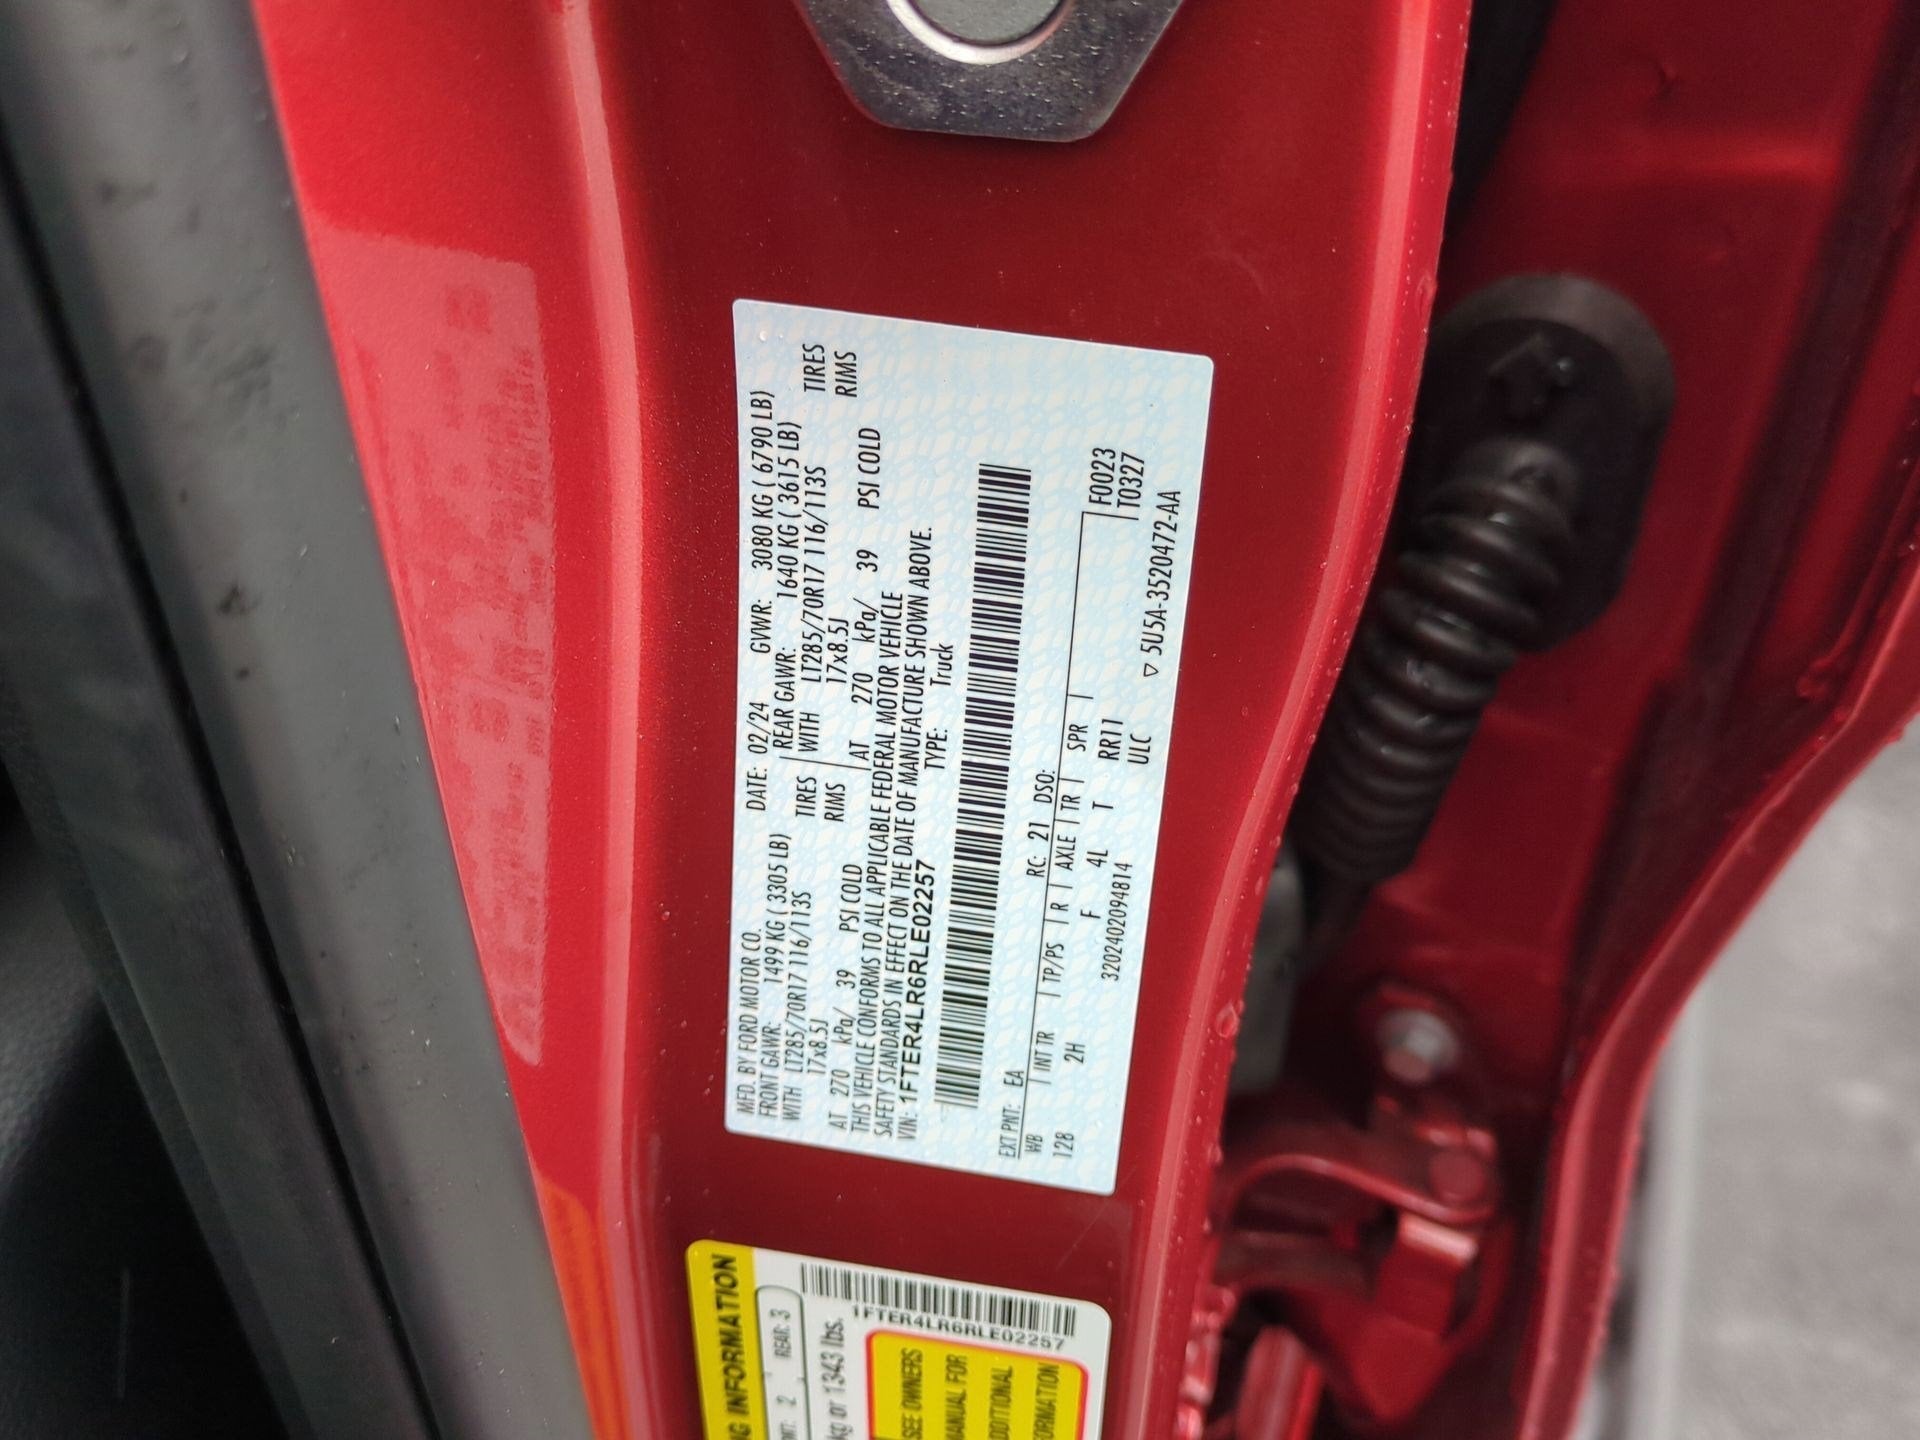 MFD. BY FORD MOTOR CO. DATE: 02/24 GVWR: 3080 KG ( 6790 LB)
FRONT GAWR: 1499 KG ( 3305 LB) REAR GAWR: 1640 KG ( 3615 LB)
WITH LT285/70R17 116/113S TIRES WITH LT285/70R17 116/113S TIRES
17x8.5J RIMS 17x8.5J RIMS
AT 270 kPa/ 39 PSI COLD AT 270 kPa/ 39 PSI COLD
THIS VEHICLE CONFORMS TO ALL APPLICABLE FEDERAL MOTOR VEHICLE
SAFETY STANDARDS IN EFFECT ON THE DATE OF MANUFACTURE SHOWN ABOVE.
VIN: 1FTER4LR6RLE02257 TYPE: Truck
EXT PNT: EA RC: 21 DSO:
WB INT TR TP/PS R AXLE TR SPR F0023
128 2H F 4L T RR11 T0327
3202402094814 ULC ▽ 5U5A-3520472-AA
INFORMATION
2 REAR: 3
1FTER4LR6RLE02257
kg or 1343 lbs.
SEE OWNERS
MANUAL FOR